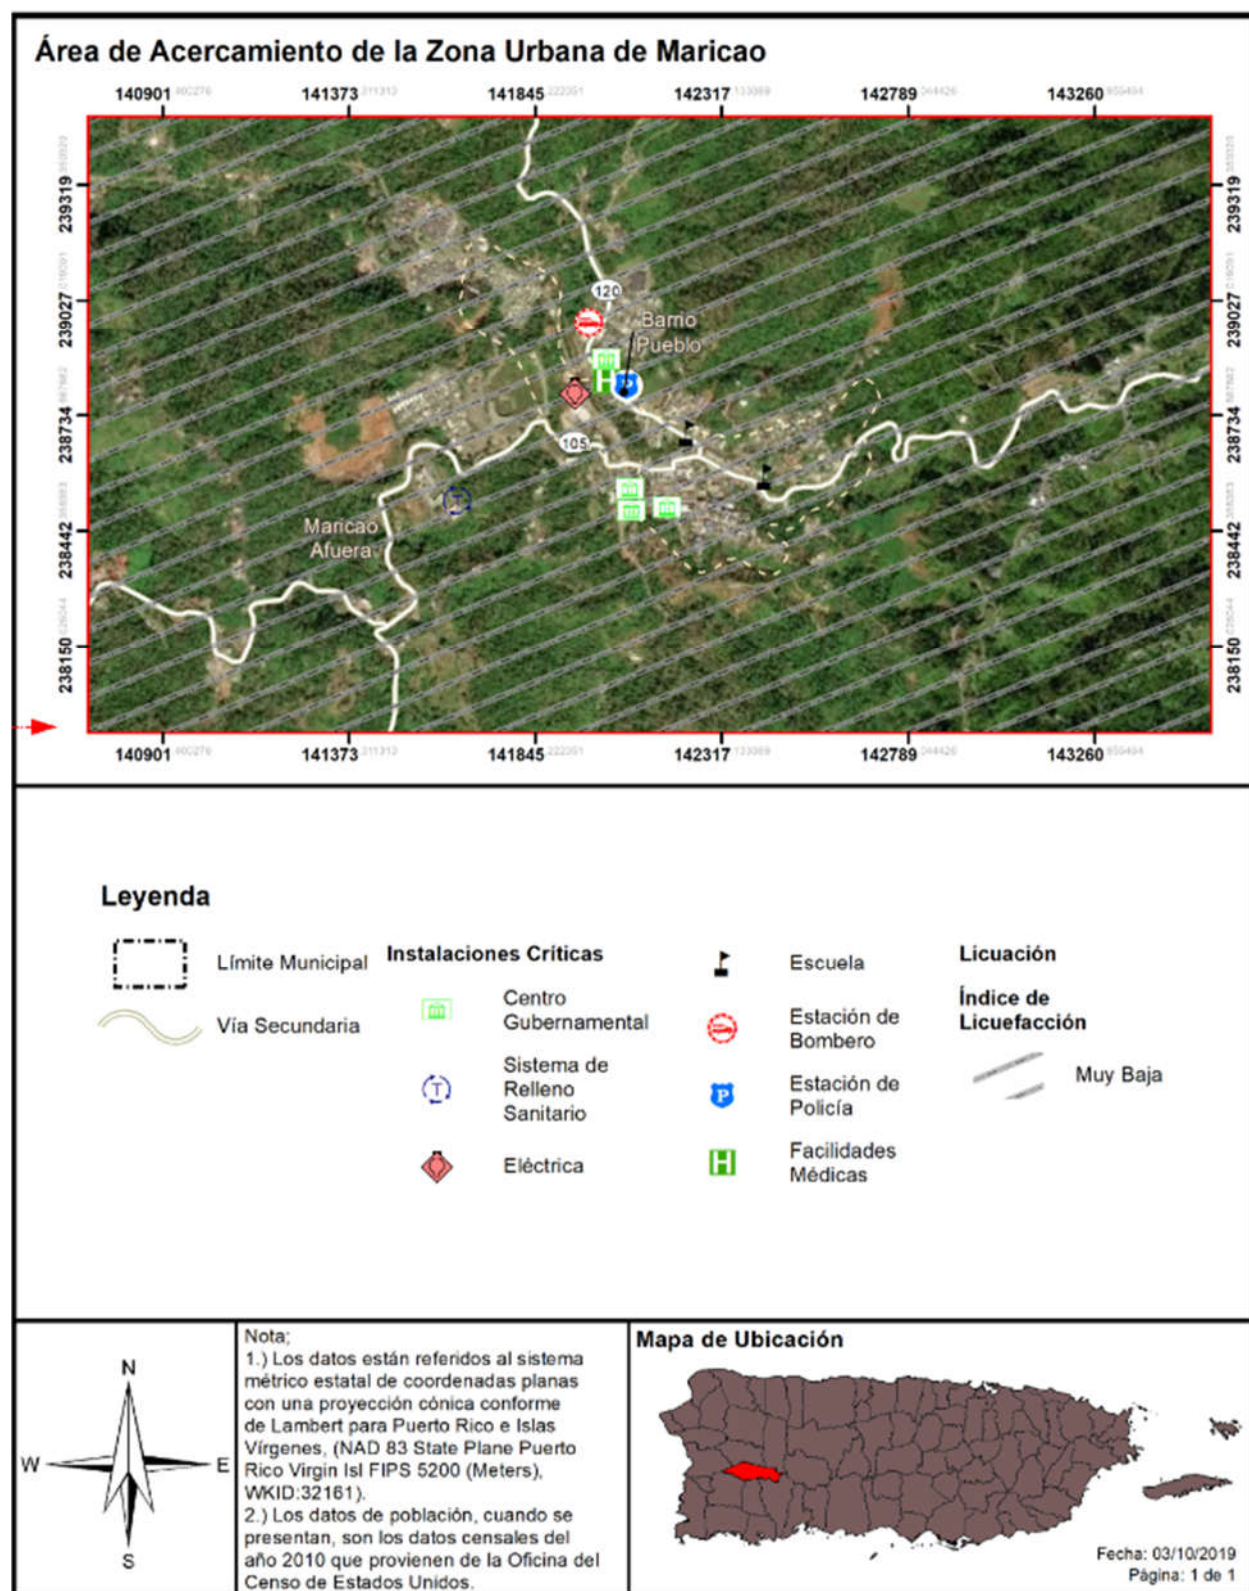 Área de Acercamiento de la Zona Urbana de Maricao
140901 141373 141845 142317 142789 143260
239319
239027
238734
238442
238150
239319
239027
238734
238442
238150
120
Barrio
Pueblo
105
Maricao
Afuera
140901 141373 141845 142317 142789 143260
Leyenda
Límite Municipal
Vía Secundaria
Instalaciones Críticas
Centro
Gubernamental
Sistema de
Relleno
Sanitario
Eléctrica
Escuela
Estación de
Bombero
Estación de
Policía
Facilidades
Médicas
Licuación
Índice de
Licuefacción
Muy Baja
N
W
E
S
Nota;
1.) Los datos están referidos al sistema
métrico estatal de coordenadas planas
con una proyección cónica conforme
de Lambert para Puerto Rico e Islas
Vírgenes, (NAD 83 State Plane Puerto
Rico Virgin Isl FIPS 5200 (Meters),
WKID:32161).
2.) Los datos de población, cuando se
presentan, son los datos censales del
año 2010 que provienen de la Oficina del
Censo de Estados Unidos.
Mapa de Ubicación
Fecha: 03/10/2019
Página: 1 de 1